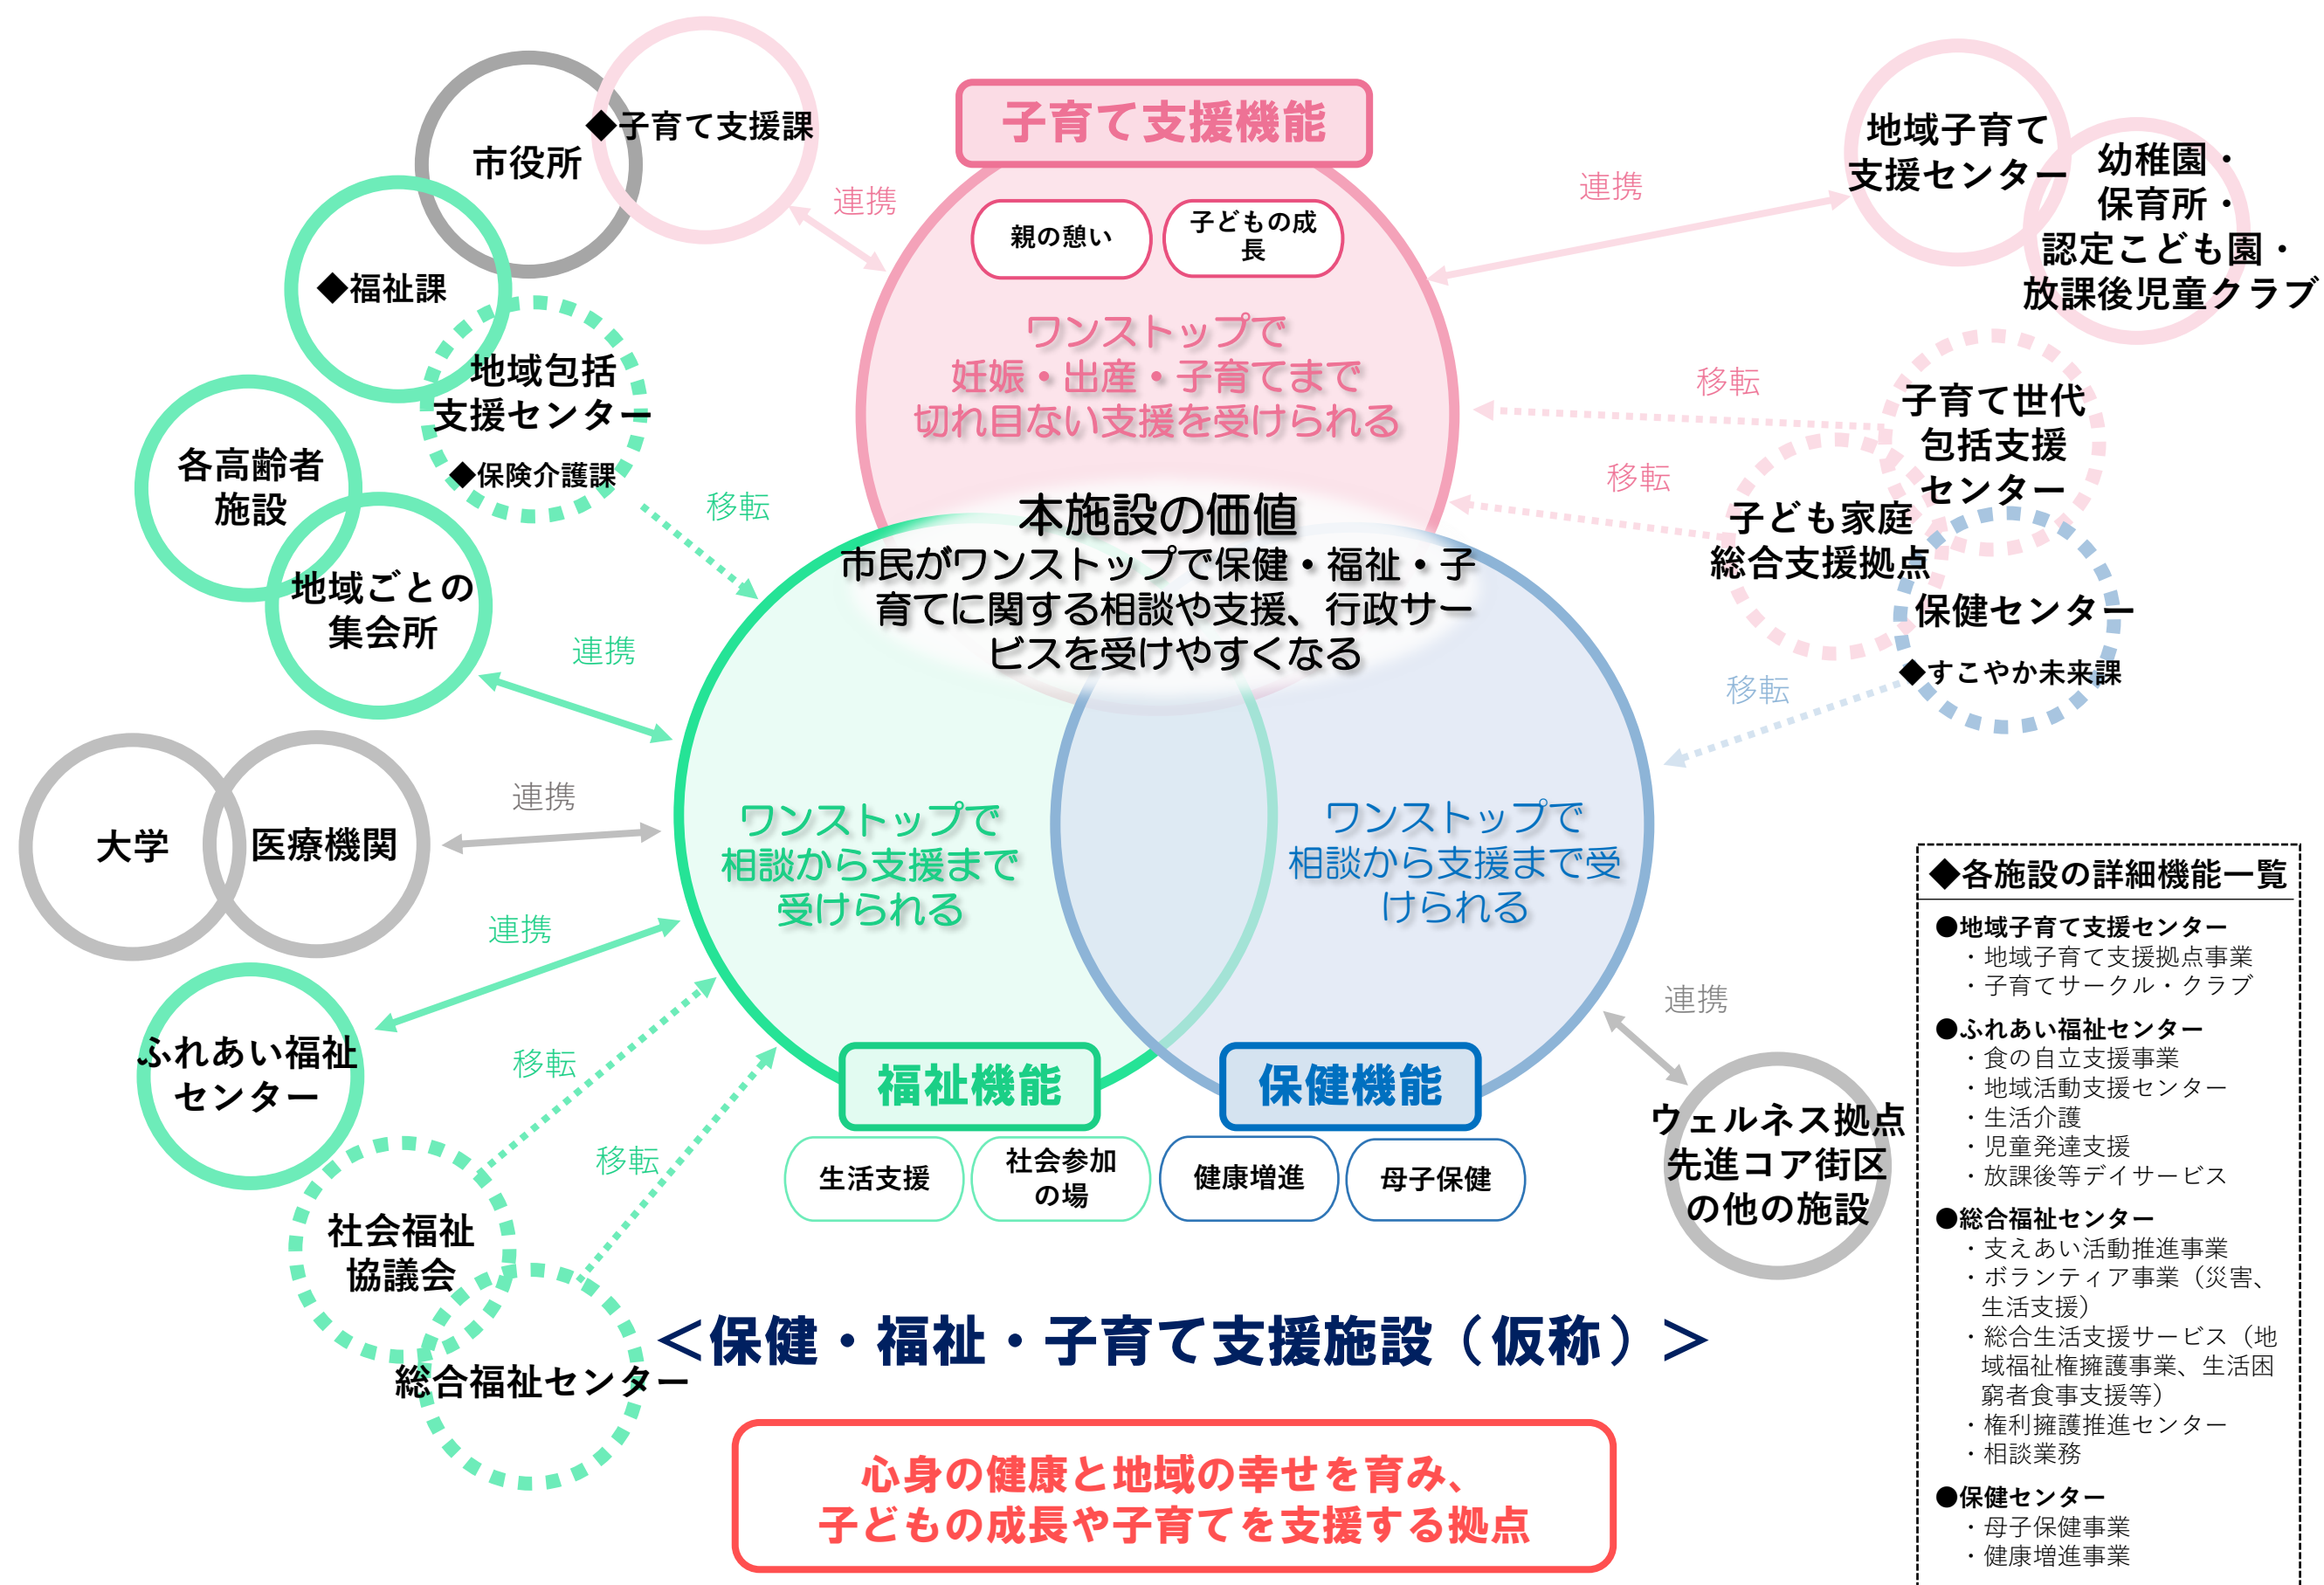 子育て支援機能
親の憩い
子どもの成
長
ワンストップで
妊娠・出産・子育てまで
切れ目ない支援を受けられる
本施設の価値
市民がワンストップで保健・福祉・子
育てに関する相談や支援、行政サー
ビスを受けやすくなる
ワンストップで
相談から支援まで
受けられる
ワンストップで
相談から支援まで受
けられる
福祉機能
保健機能
生活支援
社会参加
の場
健康増進
母子保健
市役所
◆子育て支援課
連携
◆福祉課
地域包括
支援センター
◆保険介護課
移転
各高齢者
施設
地域ごとの
集会所
連携
大学
医療機関
連携
連携
ふれあい福祉
センター
移転
社会福祉
協議会
移転
総合福祉センター
連携
地域子育て
支援センター
幼稚園・
保育所・
認定こども園・
放課後児童クラブ
移転
子育て世代
包括支援
センター
移転
子ども家庭
総合支援拠点
保健センター
◆すこやか未来課
移転
連携
ウェルネス拠点
先進コア街区
の他の施設
＜保健・福祉・子育て支援施設（仮称）＞
心身の健康と地域の幸せを育み、
子どもの成長や子育てを支援する拠点
◆各施設の詳細機能一覧
●地域子育て支援センター
・地域子育て支援拠点事業
・子育てサークル・クラブ
●ふれあい福祉センター
・食の自立支援事業
・地域活動支援センター
・生活介護
・児童発達支援
・放課後等デイサービス
●総合福祉センター
・支えあい活動推進事業
・ボランティア事業（災害、
生活支援）
・総合生活支援サービス（地
域福祉権擁護事業、生活困
窮者食事支援等）
・権利擁護推進センター
・相談業務
●保健センター
・母子保健事業
・健康増進事業